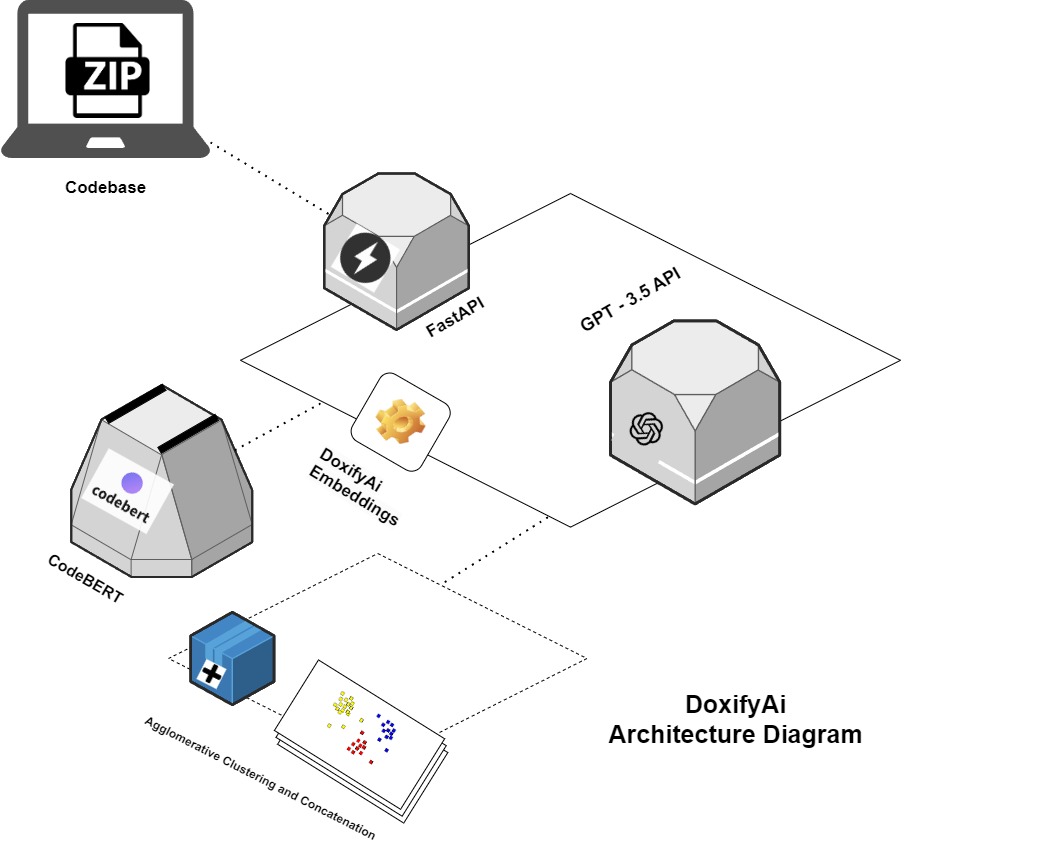 ZIP
Codebase
FastAPI
GPT - 3.5 API
DoxifyAi
Embeddings
codebert
CodeBERT
Agglomerative Clustering and Concatenation
DoxifyAi
Architecture Diagram